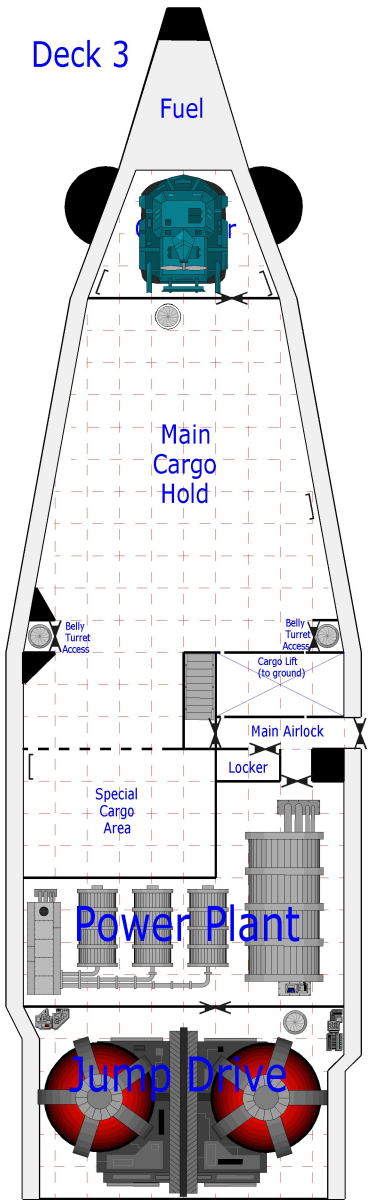 Deck 3
Fuel
Main
Cargo
Hold
Belly
Turret
Access
Belly
Turret
Access
Cargo Lift
(to ground)
Main Airlock
Locker
Special
Cargo
Area
Power Plant
Jump Drive